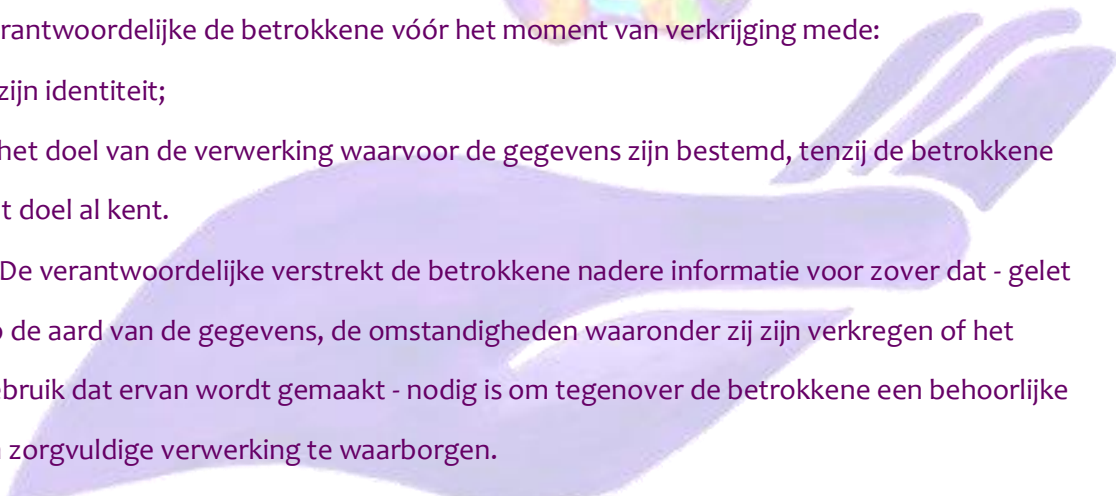 rantwoordelijke de betrokkene vóór het moment van verkrijging mede:
zijn identiteit;
het doel van de verwerking waarvoor de gegevens zijn bestemd, tenzij de betrokkene
t doel al kent.
De verantwoordelijke verstrekt de betrokkene nadere informatie voor zover dat - gelet
de aard van de gegevens, de omstandigheden waaronder zij zijn verkregen of het
bruik dat ervan wordt gemaakt - nodig is om tegenover de betrokkene een behoorlijke
zorgvuldige verwerking te waarborgen.